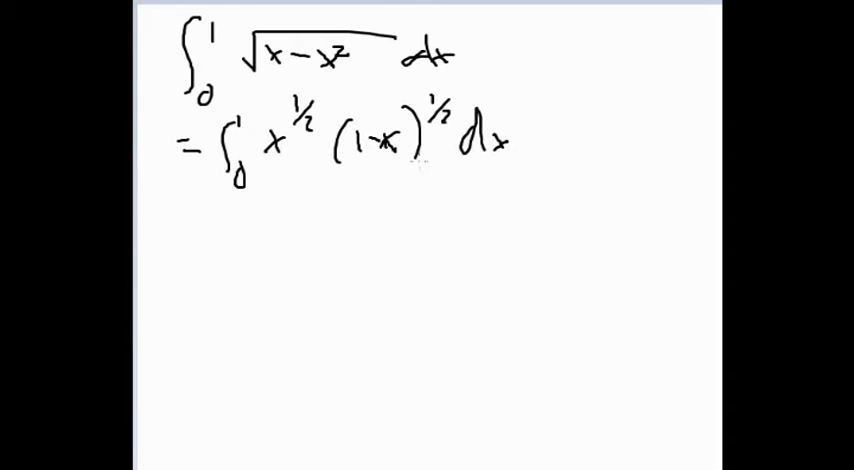 ∫₀¹ √(x − x²) dx
= ∫₀¹ x^{1/2} (1−x)^{1/2} dx